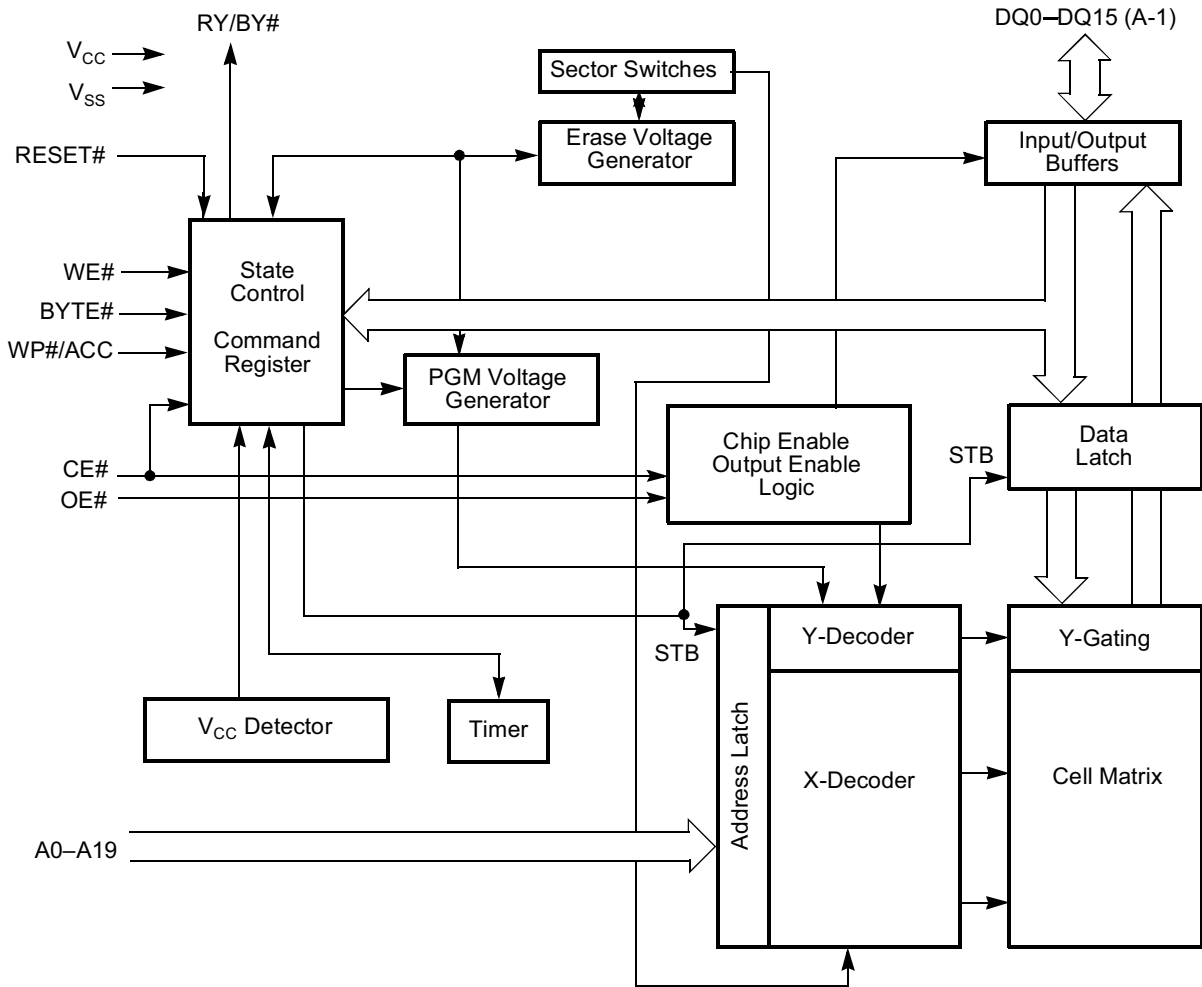 RY/BY#
DQ0–DQ15 (A-1)
VCC
VSS
Sector Switches
Erase Voltage
Generator
Input/Output
Buffers
RESET#
WE#
BYTE#
WP#/ACC
State
Control
Command
Register
PGM Voltage
Generator
Chip Enable
Output Enable
Logic
Data
Latch
STB
CE#
OE#
STB
Y-Decoder
Y-Gating
VCC Detector
Timer
Address Latch
X-Decoder
Cell Matrix
A0–A19